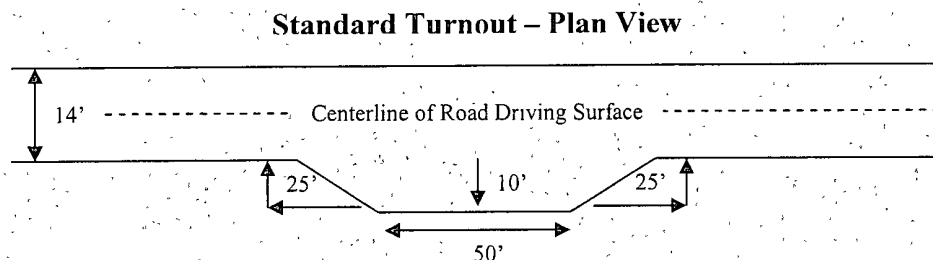 Standard Turnout – Plan View
14'
Centerline of Road Driving Surface
25'
10'
25'
50'